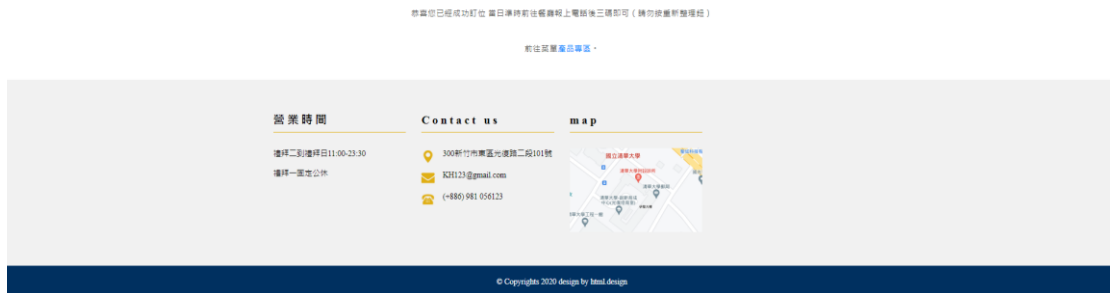 恭喜您已經成功訂位 當日準時前往餐廳報上電話後三碼即可 ( 請勿按重新整理鈕 )
前往菜單產品專區。
營業時間
禮拜二到禮拜日11:00-23:30
禮拜一固定公休
Contact us
300新竹市東區光復路二段101號
KH123@gmail.com
(+886) 981 056123
map
國立清華大學
© Copyrights 2020 design by html.design